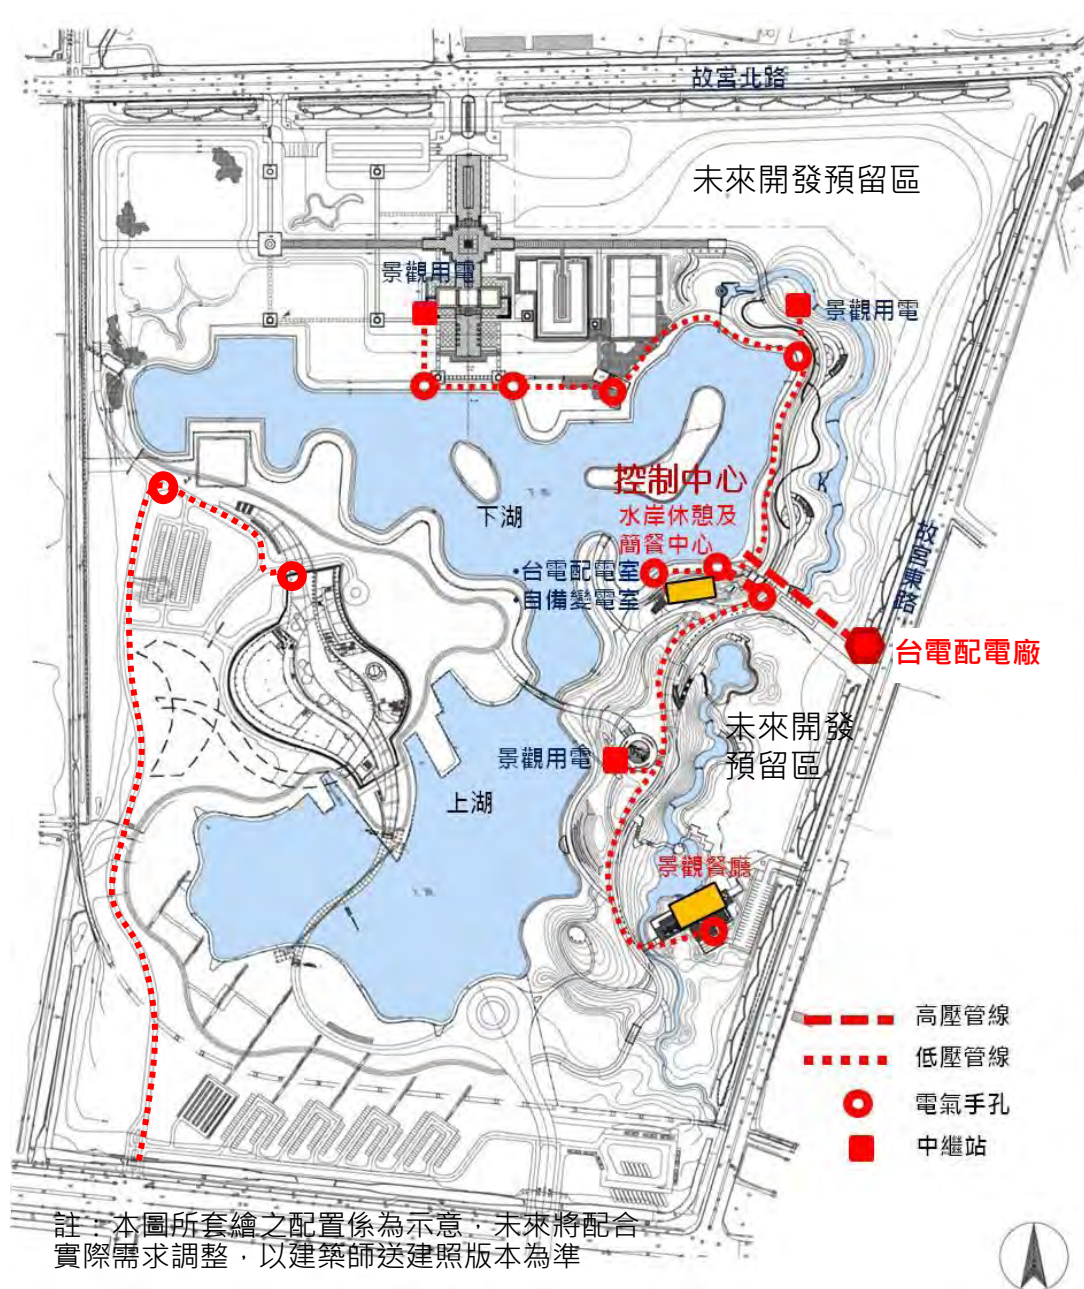 故宮北路
未來開發預留區
景觀用電
景觀用電
控制中心
水岸休憩及
簡餐中心
下湖
•台電配電室
•自備變電室
故宮東路
台電配電廠
未來開發
預留區
景觀用電
上湖
景觀餐廳
高壓管線
低壓管線
電氣手孔
中繼站
註：本圖所套繪之配置係為示意，未來將配合
實際需求調整，以建築師送建照版本為準